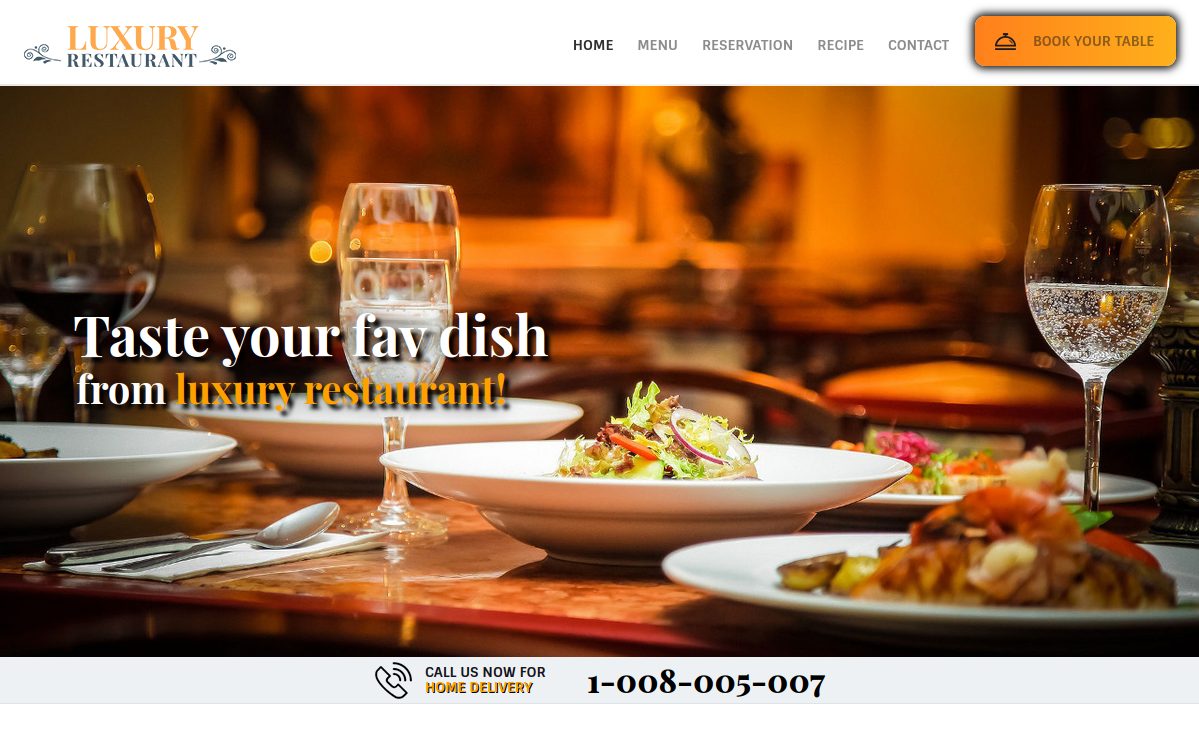 LUXURY
RESTAURANT
HOME MENU RESERVATION RECIPE CONTACT
BOOK YOUR TABLE
Taste your fav dish
from luxury restaurant!
CALL US NOW FOR
HOME DELIVERY
1-008-005-007